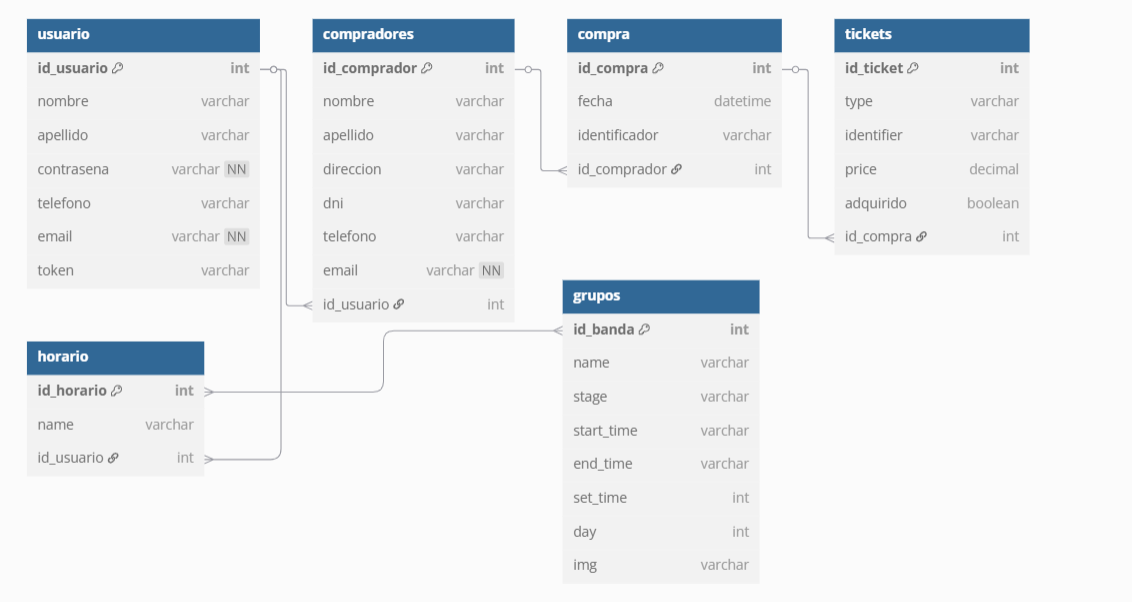 usuario
id_usuario int
nombre varchar
apellido varchar
contrasena varchar NN
telefono varchar
email varchar NN
token varchar
compradores
id_comprador int
nombre varchar
apellido varchar
direccion varchar
dni varchar
telefono varchar
email varchar NN
id_usuario int
compra
id_compra int
fecha datetime
identificador varchar
id_comprador int
tickets
id_ticket int
type varchar
identifier varchar
price decimal
adquirido boolean
id_compra int
horario
id_horario int
name varchar
id_usuario int
grupos
id_banda int
name varchar
stage varchar
start_time varchar
end_time varchar
set_time int
day int
img varchar